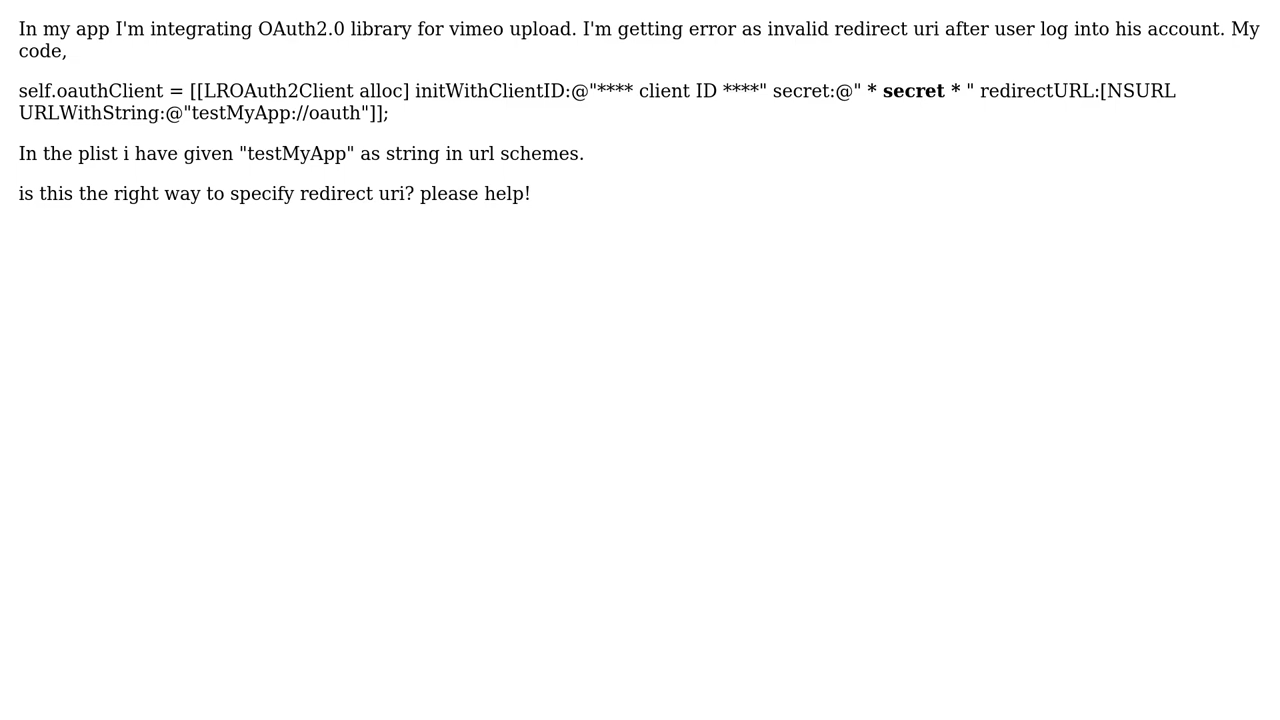 In my app I'm integrating OAuth2.0 library for vimeo upload. I'm getting error as invalid redirect uri after user log into his account. My
code,
self.oauthClient = [[LROAuth2Client alloc] initWithClientID:@"**** client ID ****" secret:@" * secret * " redirectURL:[NSURL
URLWithString:@"testMyApp://oauth"]];
In the plist i have given "testMyApp" as string in url schemes.
is this the right way to specify redirect uri? please help!